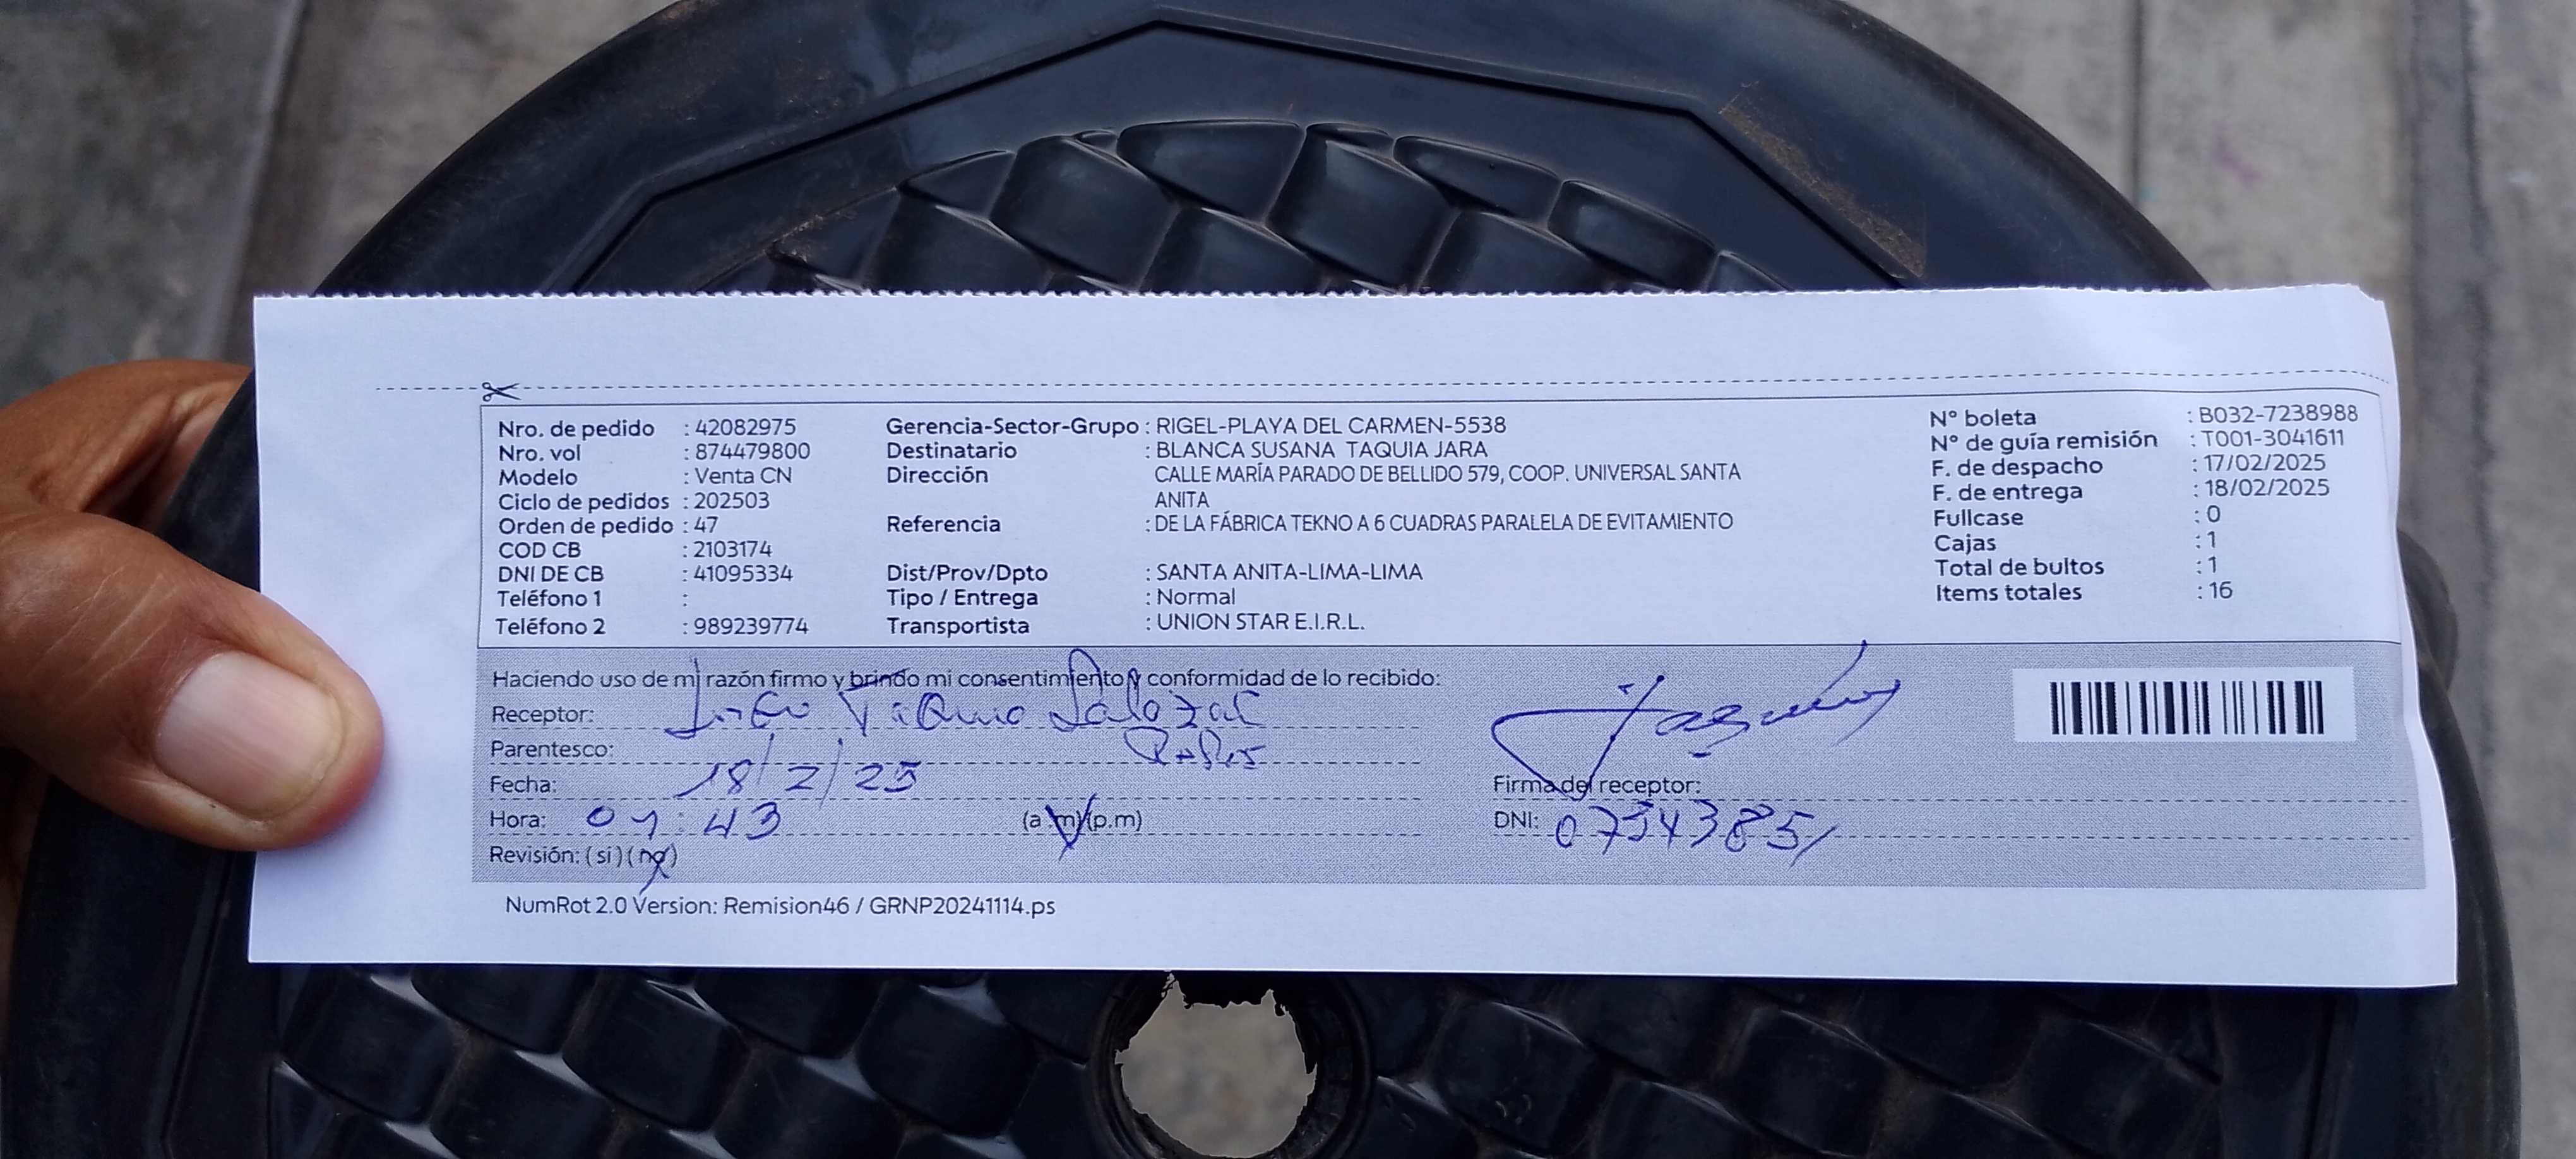 Nro. de pedido : 42082975
Nro. vol : 874479800
Modelo : Venta CN
Ciclo de pedidos : 202503
Orden de pedido : 47
COD CB : 2103174
DNI DE CB : 41095334
Teléfono 1 :
Teléfono 2 : 989239774
Gerencia-Sector-Grupo : RIGEL-PLAYA DEL CARMEN-5538
Destinatario : BLANCA SUSANA TAQUIA JARA
Dirección CALLE MARÍA PARADO DE BELLIDO 579, COOP. UNIVERSAL SANTA
ANITA
Referencia : DE LA FÁBRICA TEKNO A 6 CUADRAS PARALELA DE EVITAMIENTO
Dist/Prov/Dpto : SANTA ANITA-LIMA-LIMA
Tipo / Entrega : Normal
Transportista : UNION STAR E.I.R.L.
N° boleta : B032-7238988
N° de guía remisión : T001-3041611
F. de despacho : 17/02/2025
F. de entrega : 18/02/2025
Fullcase : 0
Cajas : 1
Total de bultos : 1
Items totales : 16
Haciendo uso de mi razón firmo y brindo mi consentimiento y conformidad de lo recibido:
Receptor: Salazar
Parentesco:
Fecha: 18/2/25
Hora: :43 (a.m)(p.m)
Revisión: (si) (no)
Firma del receptor:
DNI:
NumRot 2.0 Version: Remision46 / GRNP20241114.ps